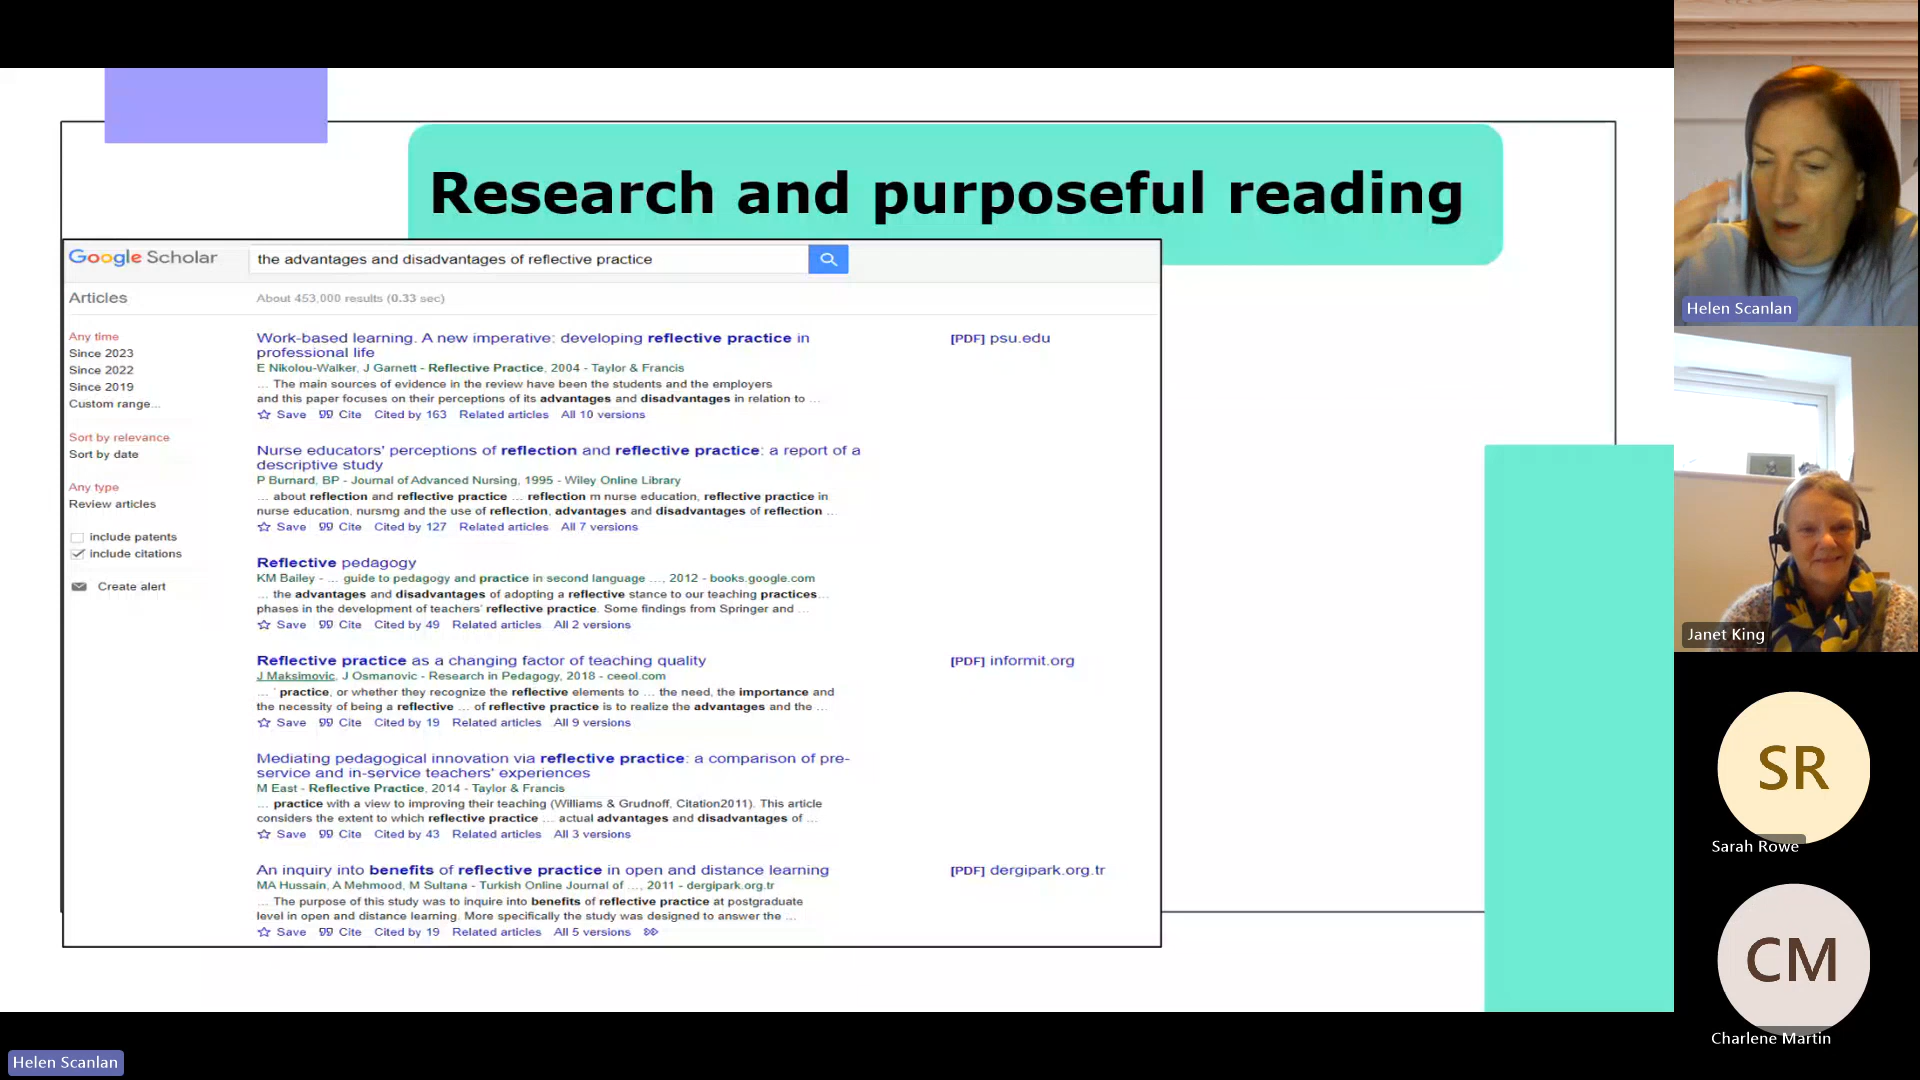 Research and purposeful reading
Google Scholar
the advantages and disadvantages of reflective practice
Articles
About 453,000 results (0.33 sec)
Any time
Since 2023
Since 2022
Since 2019
Custom range...
Sort by relevance
Sort by date
Any type
Review articles
include patents
include citations
Create alert
Work-based learning. A new imperative: developing reflective practice in
professional life
E Nikolou-Walker, J Garnett - Reflective Practice, 2004 - Taylor & Francis
... The main sources of evidence in the review have been the students and the employers
and this paper focuses on their perceptions of its advantages and disadvantages in relation to ...
Save Cite Cited by 163 Related articles All 10 versions
[PDF] psu.edu
Nurse educators' perceptions of reflection and reflective practice: a report of a
descriptive study
P Burnard, BP - Journal of Advanced Nursing, 1995 - Wiley Online Library
... about reflection and reflective practice ... reflection m nurse education, reflective practice in
nurse education, nursmg and the use of reflection, advantages and disadvantages of reflection ...
Save Cite Cited by 127 Related articles All 7 versions
Reflective pedagogy
KM Bailey - ... guide to pedagogy and practice in second language ..., 2012 - books.google.com
... the advantages and disadvantages of adopting a reflective stance to our teaching practices...
phases in the development of teachers' reflective practice. Some findings from Springer and ...
Save Cite Cited by 49 Related articles All 2 versions
Reflective practice as a changing factor of teaching quality
J Maksimovic, J Osmanovic - Research in Pedagogy, 2018 - ceeol.com
... ' practice, or whether they recognize the reflective elements to ... the need, the importance and
the necessity of being a reflective ... of reflective practice is to realize the advantages and the ...
Save Cite Cited by 19 Related articles All 9 versions
[PDF] informit.org
Mediating pedagogical innovation via reflective practice: a comparison of pre-
service and in-service teachers' experiences
M East - Reflective Practice, 2014 - Taylor & Francis
... practice with a view to improving their teaching (Williams & Grudnoff, Citation2011). This article
considers the extent to which reflective practice ... actual advantages and disadvantages of ...
Save Cite Cited by 43 Related articles All 3 versions
An inquiry into benefits of reflective practice in open and distance learning
MA Hussain, A Mehmood, M Sultana - Turkish Online Journal of ..., 2011 - dergipark.org.tr
... The purpose of this study was to inquire into benefits of reflective practice at postgraduate
level in open and distance learning. More specifically the study was designed to answer the ...
Save Cite Cited by 19 Related articles All 5 versions
[PDF] dergipark.org.tr
Helen Scanlan
Janet King
SR
Sarah Rowe
CM
Charlene Martin
Helen Scanlan